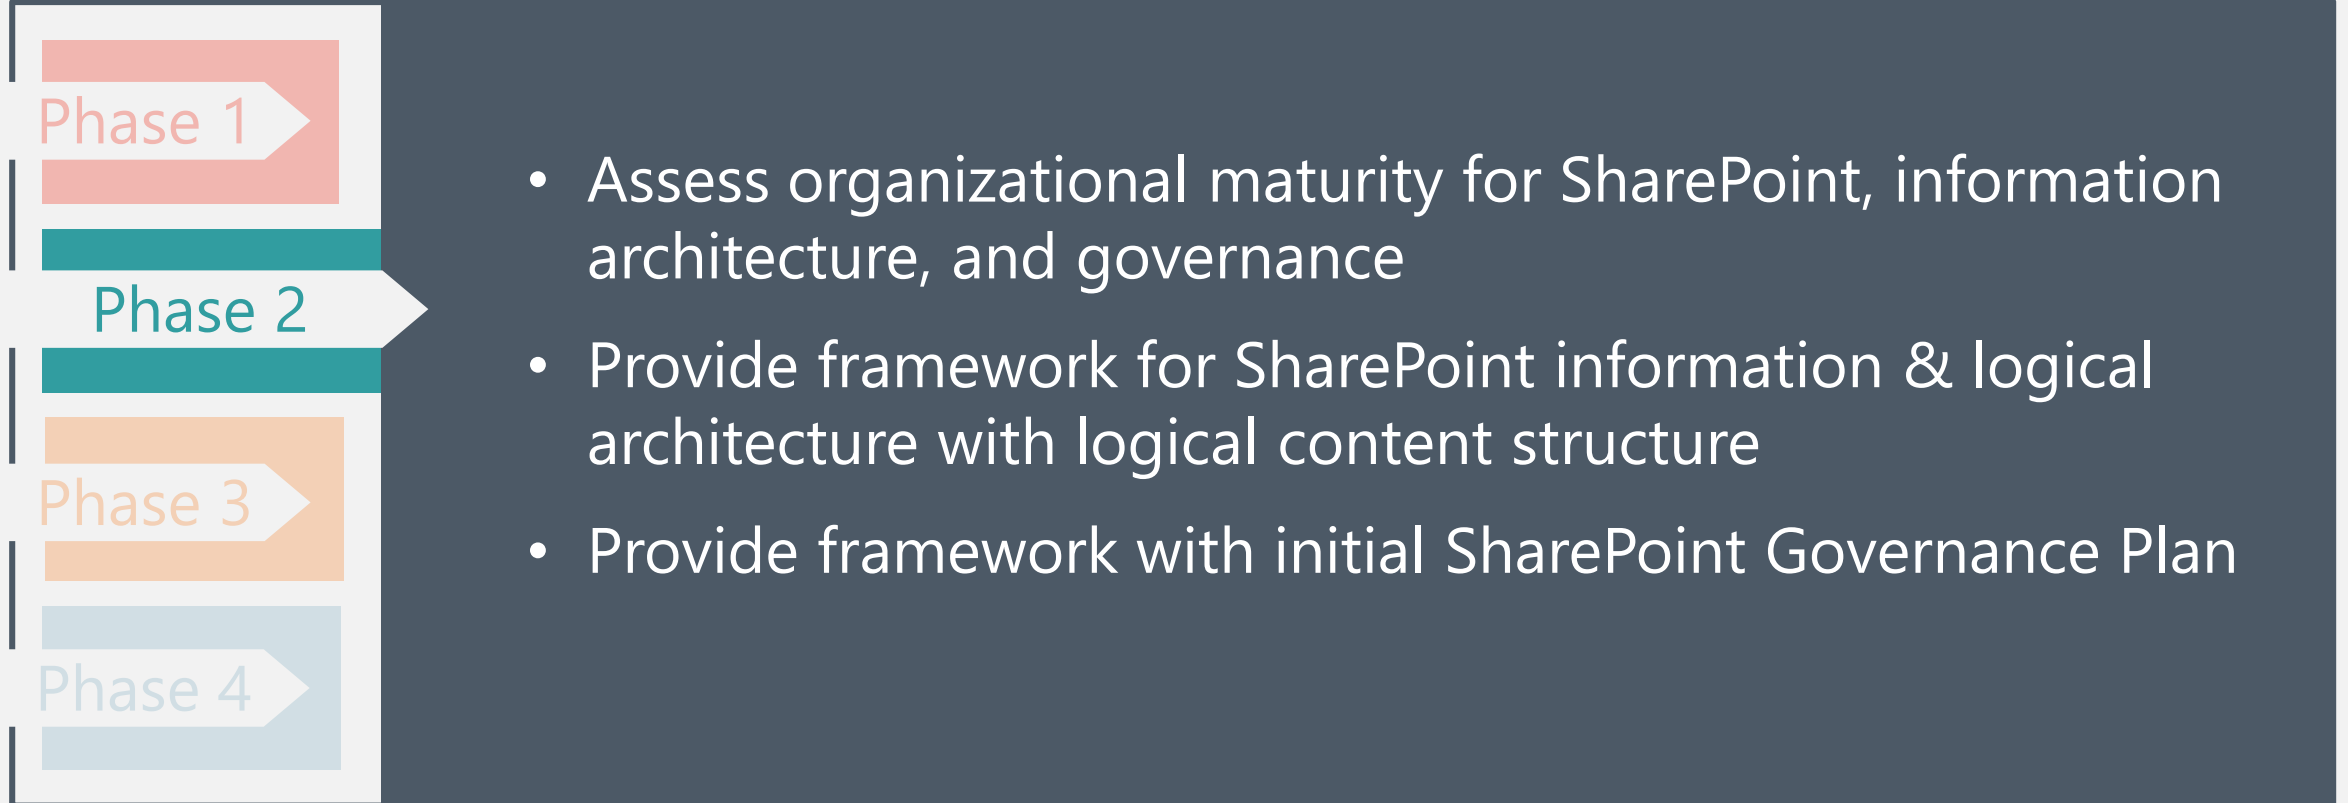 Phase 1
Phase 2
Phase 3
Phase 4
• Assess organizational maturity for SharePoint, information
architecture, and governance
• Provide framework for SharePoint information & logical
architecture with logical content structure
• Provide framework with initial SharePoint Governance Plan